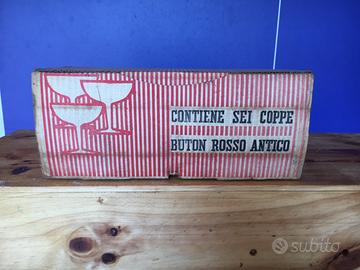 CONTIENE SEI COPPE
BUTON ROSSO ANTICO
subito